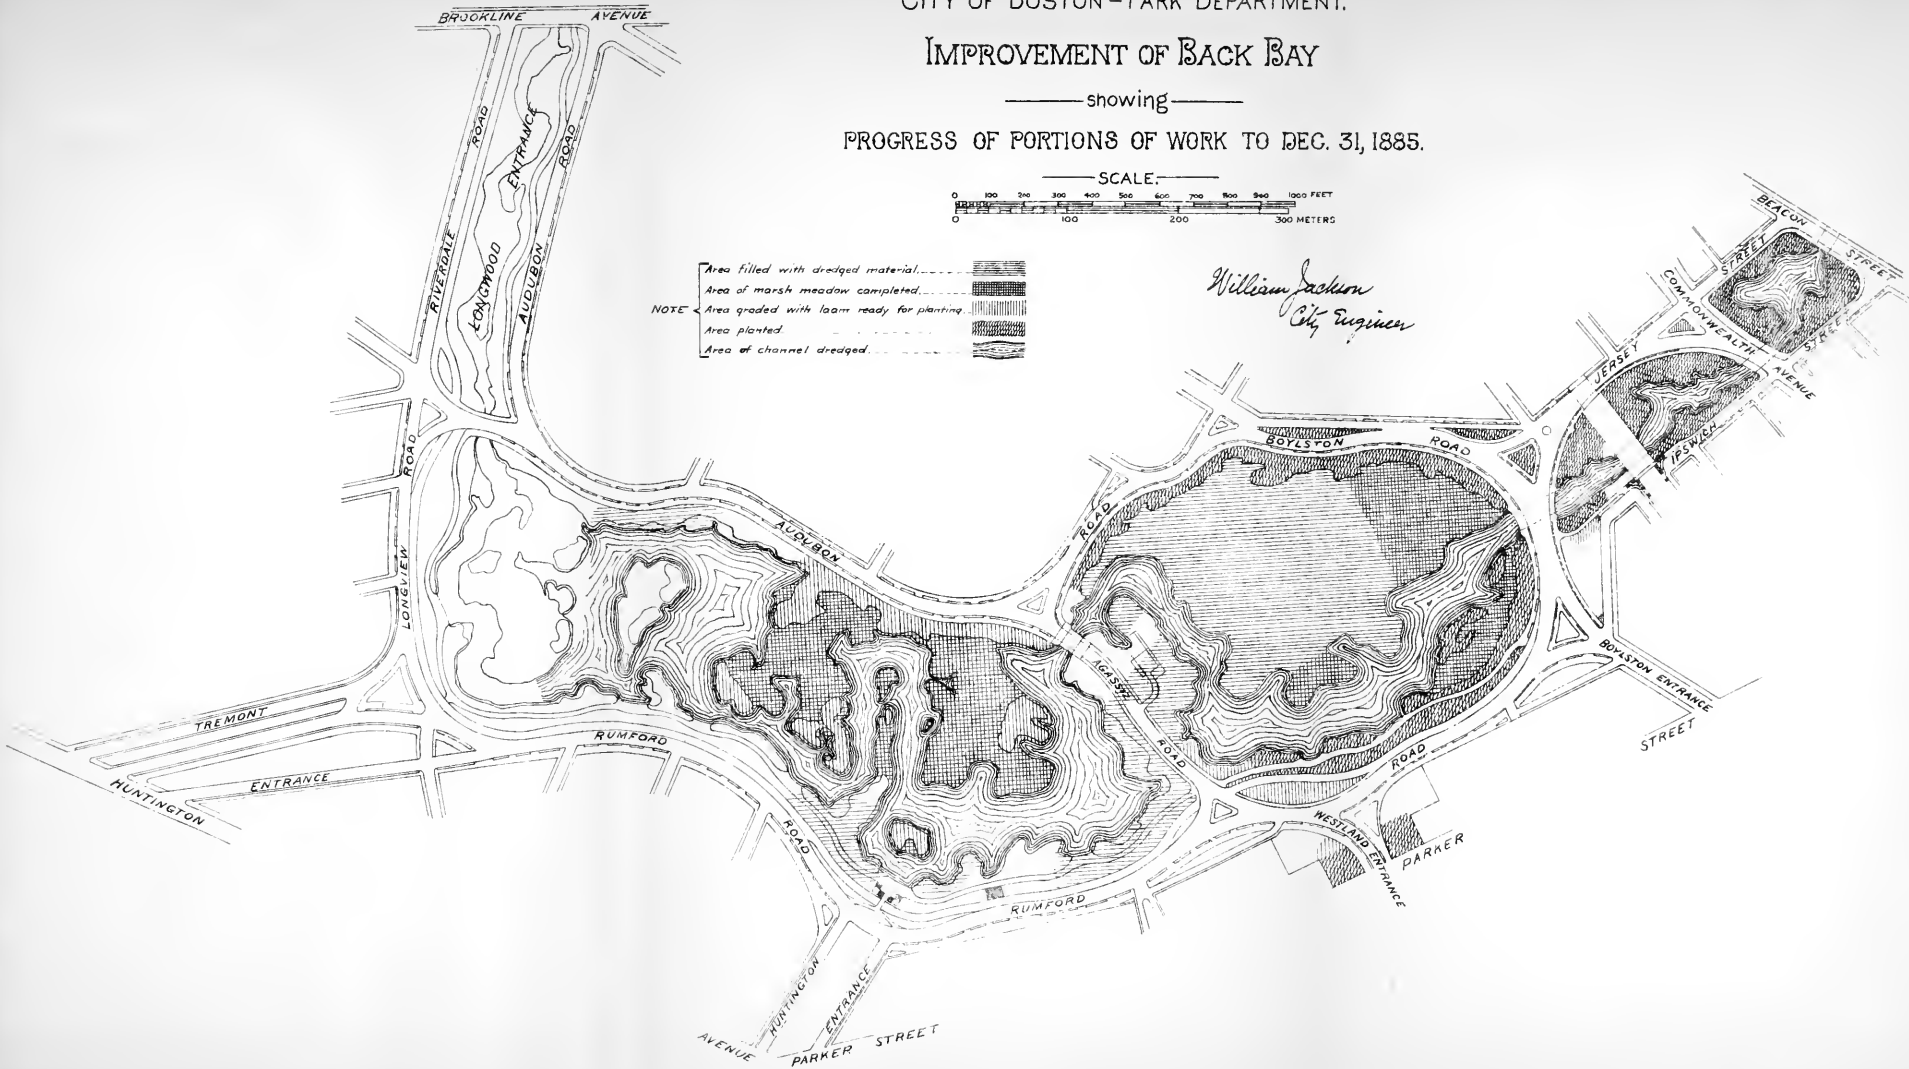 CITY OF BOSTON-PARK DEPARTMENT.
IMPROVEMENT OF BACK BAY
showing
PROGRESS OF PORTIONS OF WORK TO DEC. 31, 1885.
SCALE.
0 100 200 300 400 500 600 700 800 900 1000 FEET
0 100 200 300 METERS
NOTE
Area filled with dredged material.
Area of marsh meadow completed.
Area graded with loam ready for planting.
Area planted.
Area of channel dredged.
William Jackson
City Engineer
BROOKLINE AVENUE
RIVERDALE ROAD
LONGWOOD ENTRANCE
AUDUBON ROAD
BEACON STREET
STREET
STREET
COMMONWEALTH AVENUE
JERSEY
IPSWICH
BOYLSTON ROAD
ROAD
LONGVIEW ROAD
AUDUBON
AGASSIZ ROAD
BOYLSTON ENTRANCE
STREET
TREMONT
ENTRANCE
HUNTINGTON
RUMFORD
ROAD
ROAD
WESTLAND ENTRANCE
PARKER
RUMFORD
HUNTINGTON
ENTRANCE
AVENUE
PARKER STREET